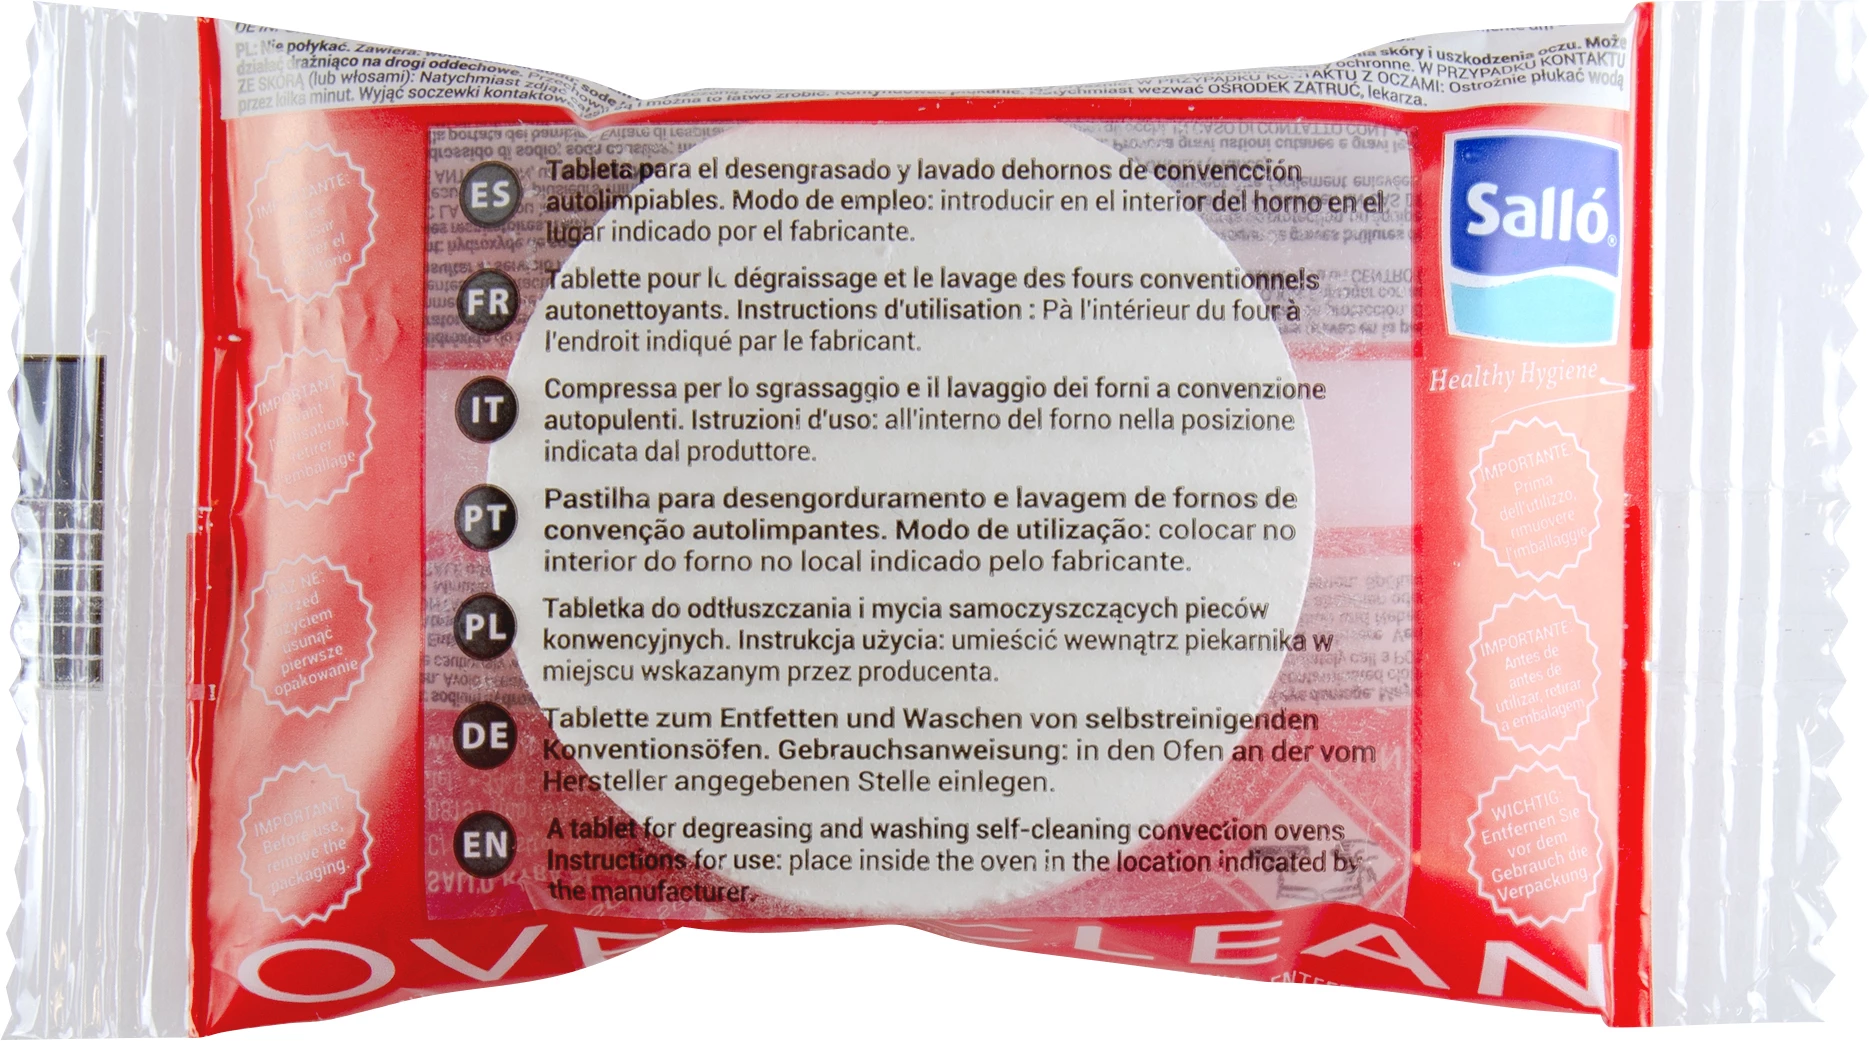 PL: Nie połykać. Zawiera:
działać drażniąco na drogi oddechowe.
ZE SKÓRĄ (lub włosami): Natychmiast zdjąć
przez kilka minut. Wyjąć soczewki
skóry i uszkodzenia oczu. Może
ochronne. W PRZYPADKU KONTAKTU
Z OCZAMI: Ostrożnie płukać wodą
wezwać OŚRODEK ZATRUĆ, lekarza.
ES
Tableta para el desengrasado y lavado dehornos de convencción
autolimpiables. Modo de empleo: introducir en el interior del horno en el
lugar indicado por el fabricante.
FR
Tablette pour dégraissage et le lavage des fours conventionnels
autonettoyants. Instructions d'utilisation : Pà l'intérieur du four à
l'endroit indiqué par le fabricant.
IT
Compressa per lo sgrassaggio e il lavaggio dei forni a convenzione
autopulenti. Istruzioni d'uso: all'interno del forno nella posizione
indicata dal produttore.
PT
Pastilha para desengorduramento e lavagem de fornos de
convenção autolimpantes. Modo de utilização: colocar no
interior do forno no local indicado pelo fabricante.
PL
Tabletka do odtłuszczania i mycia samoczyszczących pieców
konwencyjnych. Instrukcja użycia: umieścić wewnątrz piekarnika w
miejscu wskazanym przez producenta.
DE
Tablette zum Entfetten und Waschen von selbstreinigenden
Konventionsöfen. Gebrauchsanweisung: in den Ofen an der vom
Hersteller angegebenen Stelle einlegen.
EN
A tablet for degreasing and washing self-cleaning convection ovens
Instructions for use: place inside the oven in the location indicated by
the manufacturer.
retirer
emballage
usunąć
pierwsze
opakowanie
IMPORTANT.
Before use,
remove the
packaging.
Salló®
Healthy Hygiene
IMPORTANTE
Prima
dell'utilizzo,
rimuovere
l'imballaggio
IMPORTANTE:
Antes de
antes de
utilizar, retirar
a embalagem
WICHTIG
Entfernen Sie
vor dem
Gebrauch die
Verpackung.
CLEAN